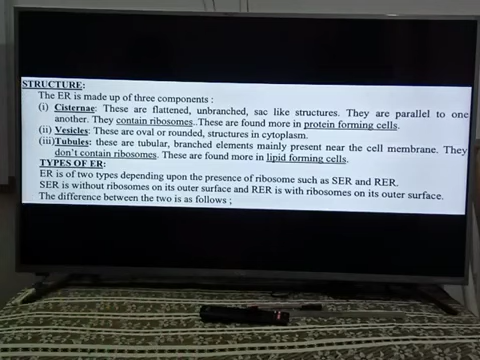 STRUCTURE:
The ER is made up of three components :
(i) Cisternae: These are flattened, unbranched, sac like structures. They are parallel to one
another. They contain ribosomes..These are found more in protein forming cells.
(ii) Vesicles: These are oval or rounded, structures in cytoplasm.
(iii)Tubules: these are tubular, branched elements mainly present near the cell membrane. They
don't contain ribosomes. These are found more in lipid forming cells.
TYPES OF ER:
ER is of two types depending upon the presence of ribosome such as SER and RER.
SER is without ribosomes on its outer surface and RER is with ribosomes on its outer surface.
The difference between the two is as follows ;